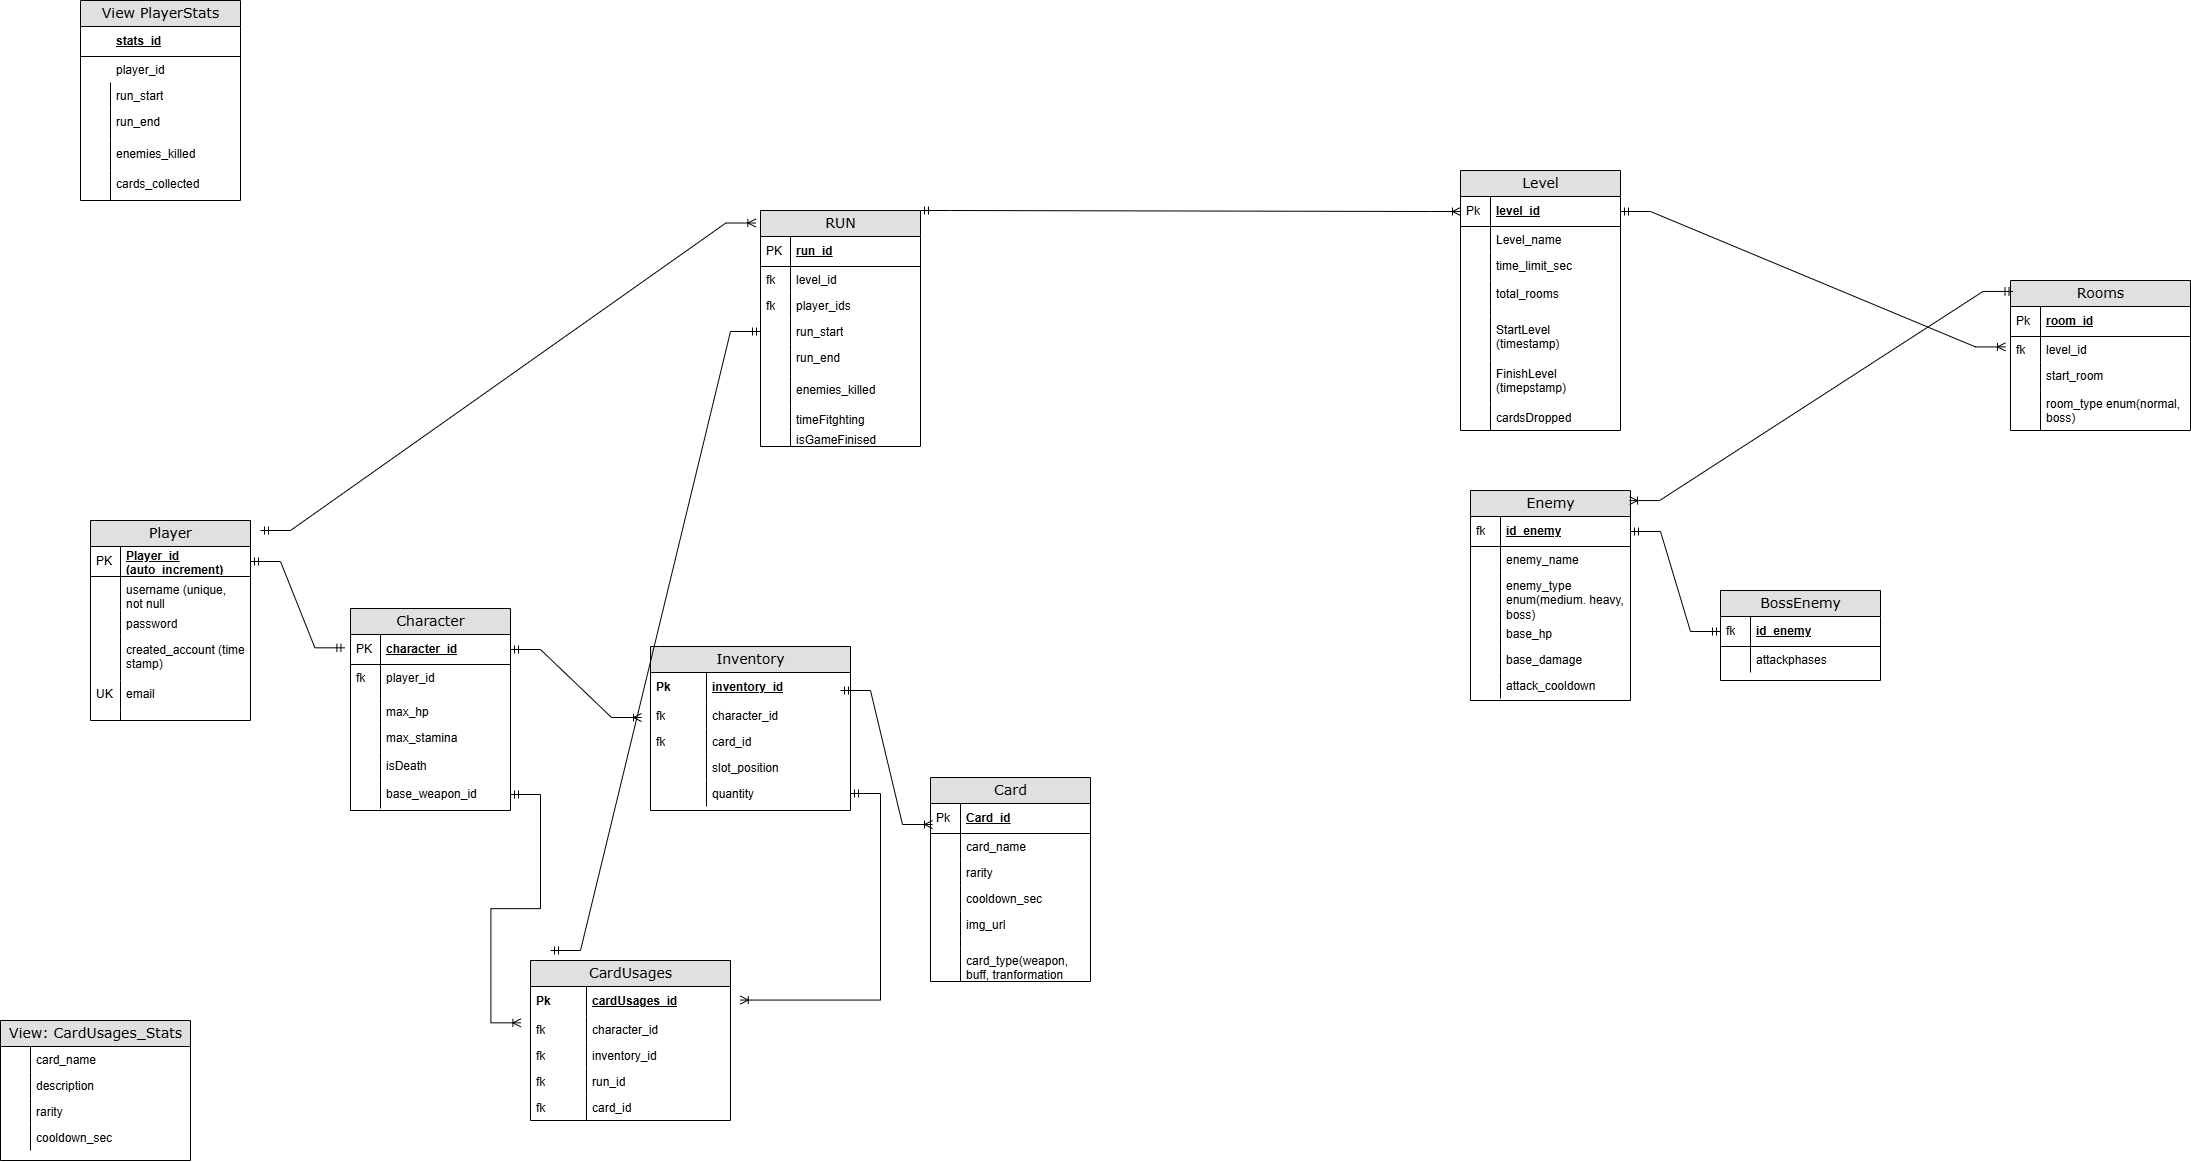 View PlayerStats
stats_id
player_id
run_start
run_end
enemies_killed
cards_collected
RUN
PK run_id
fk level_id
fk player_ids
run_start
run_end
enemies_killed
timeFitghting
isGameFinised
Level
Pk level_id
Level_name
time_limit_sec
total_rooms
StartLevel
(timestamp)
FinishLevel
(timepstamp)
cardsDropped
Rooms
Pk room_id
fk level_id
start_room
room_type enum(normal,
boss)
Player
PK Player_id
(auto_increment)
username (unique,
not null
password
created_account (time
stamp)
UK email
Character
PK character_id
fk player_id
max_hp
max_stamina
isDeath
base_weapon_id
Inventory
Pk inventory_id
fk character_id
fk card_id
slot_position
quantity
Enemy
fk id_enemy
enemy_name
enemy_type
enum(medium. heavy,
boss)
base_hp
base_damage
attack_cooldown
BossEnemy
fk id_enemy
attackphases
Card
Pk Card_id
card_name
rarity
cooldown_sec
img_url
card_type(weapon,
buff, tranformation
CardUsages
Pk cardUsages_id
fk character_id
fk inventory_id
fk run_id
fk card_id
View: CardUsages_Stats
card_name
description
rarity
cooldown_sec